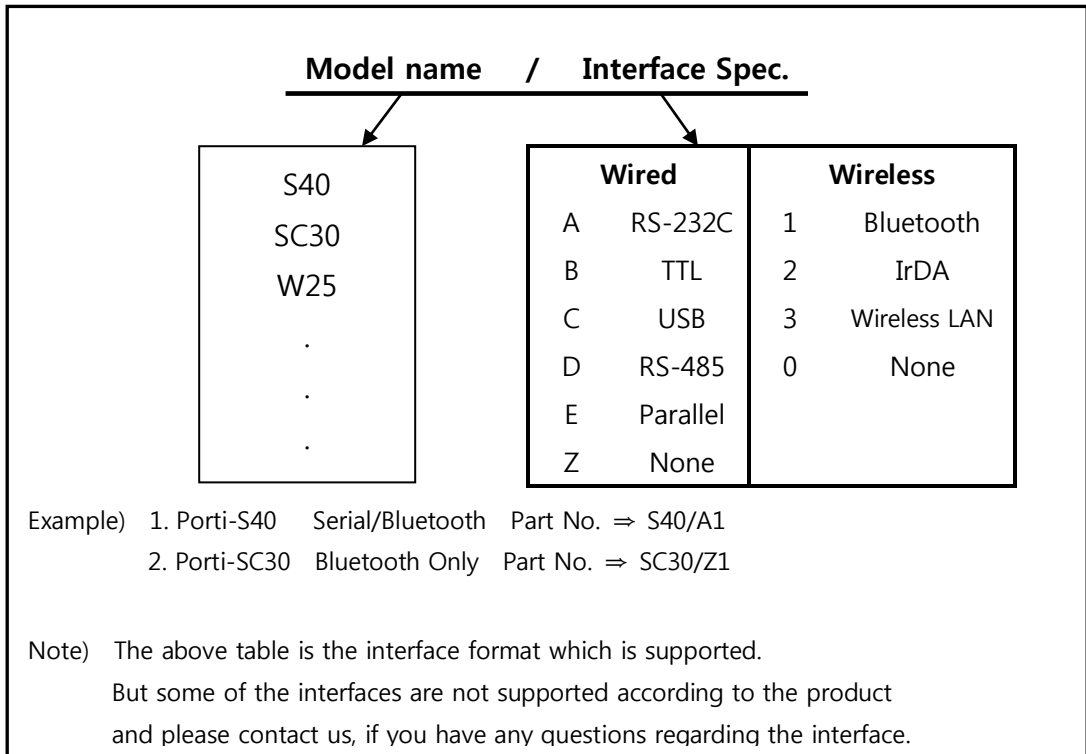 Model name / Interface Spec.
S40
SC30
W25
.
.
.
Wired Wireless
A RS-232C 1 Bluetooth
B TTL 2 IrDA
C USB 3 Wireless LAN
D RS-485 0 None
E Parallel
Z None
Example) 1. Porti-S40 Serial/Bluetooth Part No. ⇒ S40/A1
2. Porti-SC30 Bluetooth Only Part No. ⇒ SC30/Z1
Note) The above table is the interface format which is supported.
But some of the interfaces are not supported according to the product
and please contact us, if you have any questions regarding the interface.